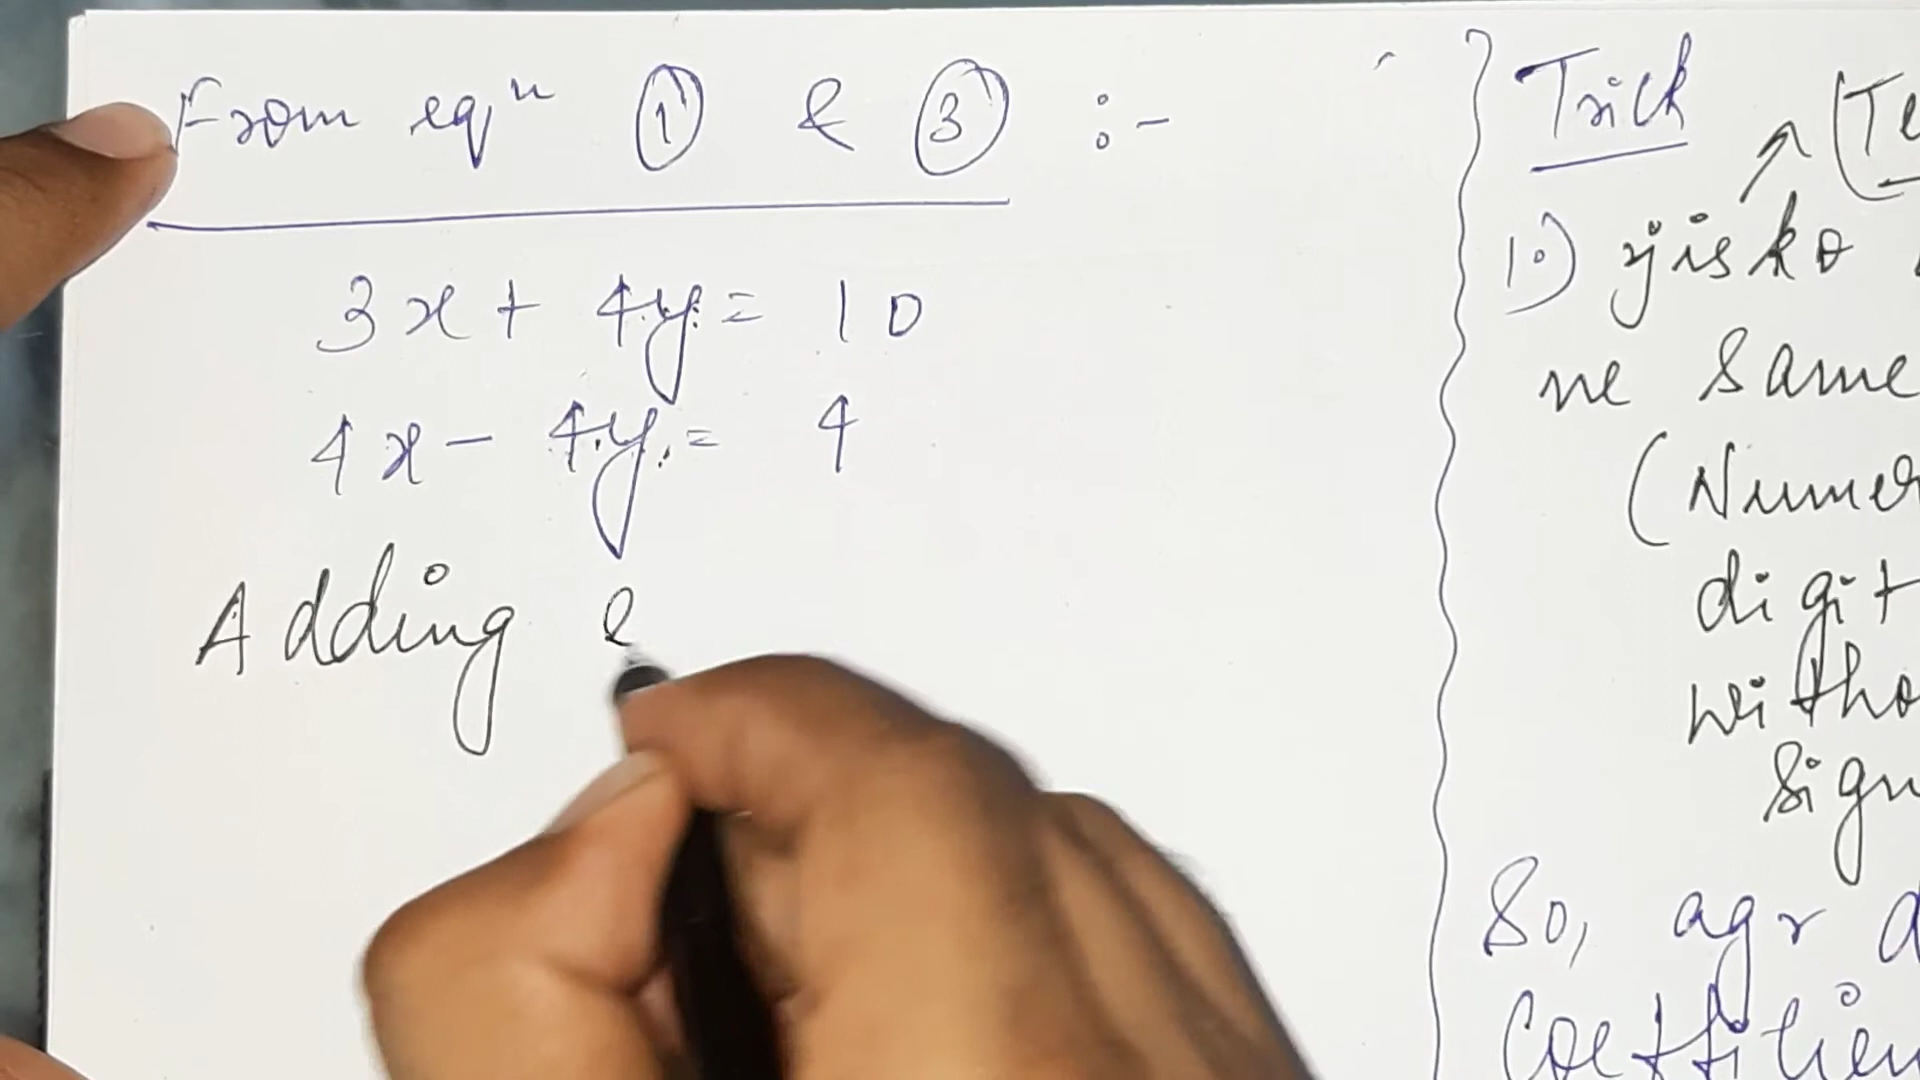 From eqⁿ ① & ③ :-
3x + 4y = 10
4x - 4y = 4
Adding e
Trick
1) jisko
ne same
(Numer
digit
witho
sign
So, agr
Coefficien